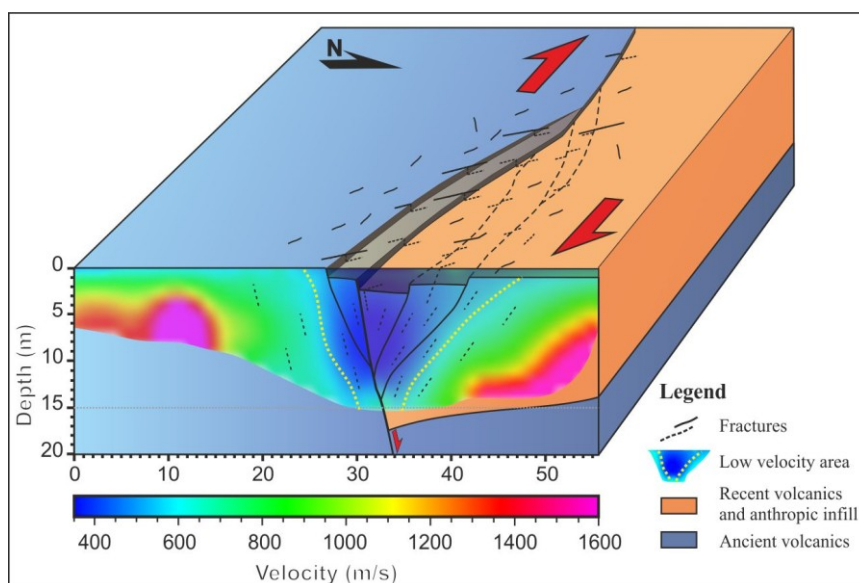 N
0
5
10
15
20
Depth (m)
0 10 20 30 40 50
400 600 800 1000 1200 1400 1600
Velocity (m/s)
Legend
Fractures
Low velocity area
Recent volcanics
and anthropic infill
Ancient volcanics